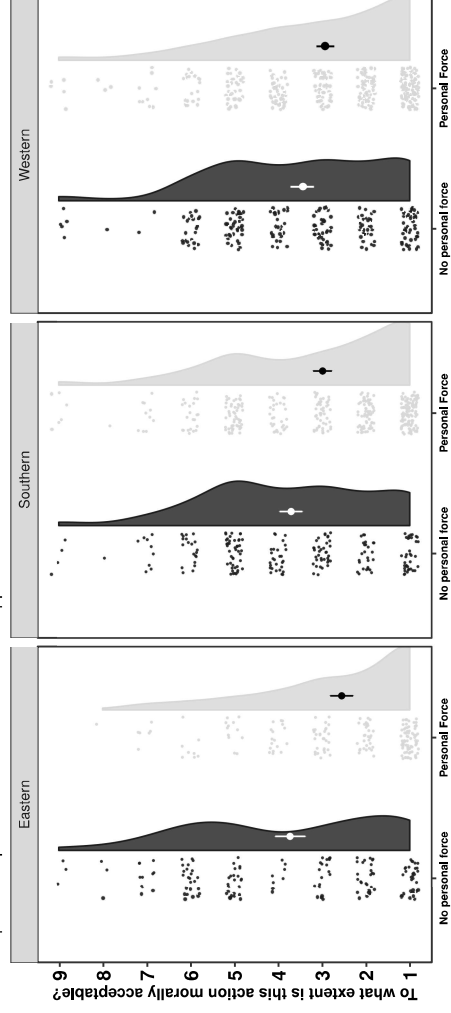 Eastern
Southern
Western
To what extent is this action morally acceptable?
9
8
7
6
5
4
3
2
1
No personal force
Personal Force
No personal force
Personal Force
No personal force
Personal Force